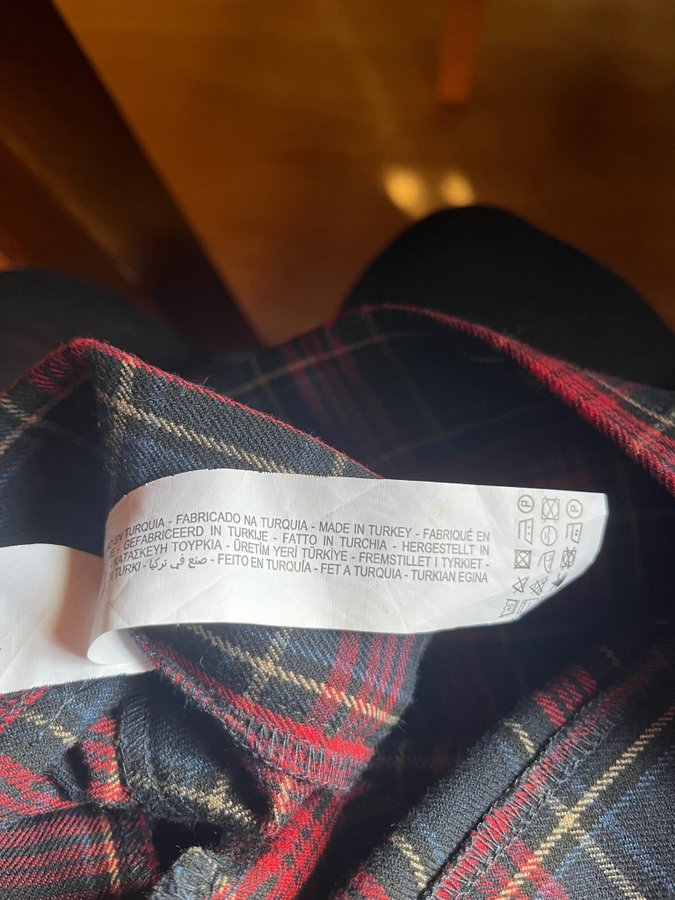 EN TURQUIA - FABRICADO NA TURQUIA - MADE IN TURKEY - FABRIQUÉ EN
- GEFABRICEERD IN TURKIJE - FATTO IN TURCHIA - HERGESTELLT IN
ΚΑΤΑΣΚΕΥΗ ΤΟΥΡΚΙΑ - ÜRETİM YERİ TÜRKİYE - FREMSTILLET I TYRKIET -
TURKI - صنع في تركيا - FEITO EN TURQUÍA - FET A TURQUIA - TURKIAN EGINA
P
P